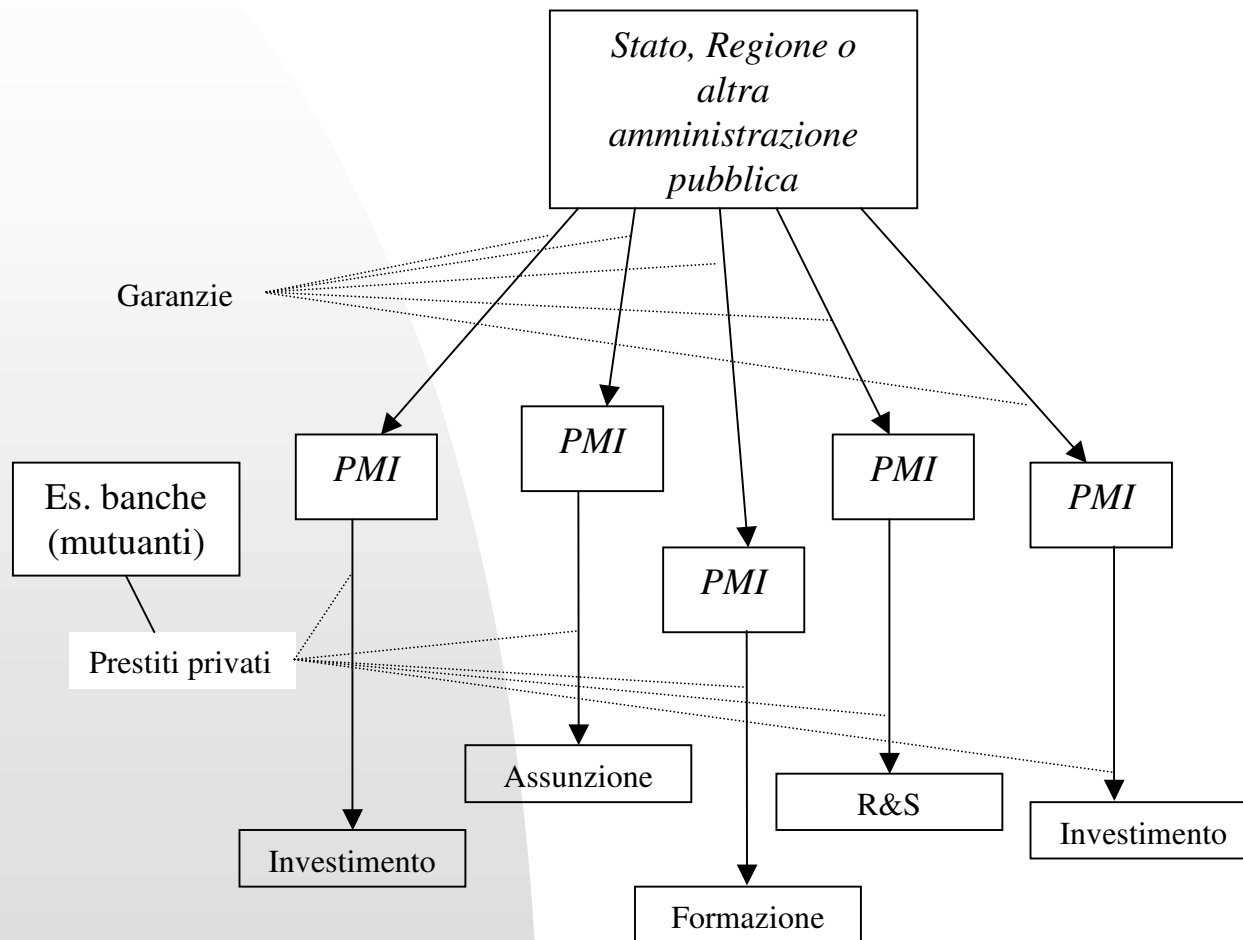 Stato, Regione o
altra
amministrazione
pubblica
Garanzie
PMI
PMI
PMI
PMI
PMI
Es. banche
(mutuanti)
Prestiti privati
Assunzione
R&S
Investimento
Investimento
Formazione